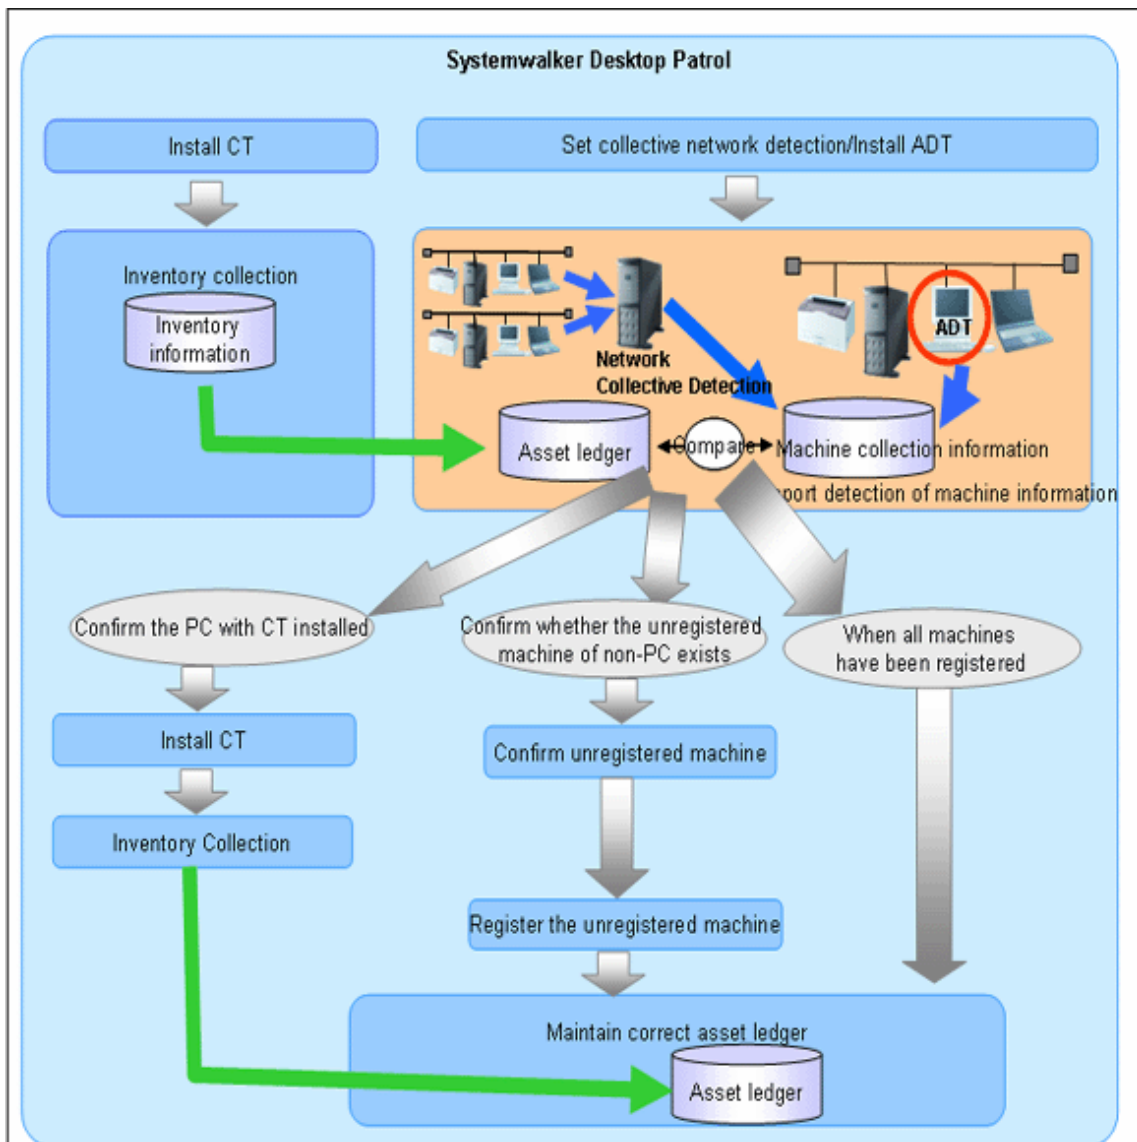 Systemwalker Desktop Patrol
Install CT
Set collective network detection/Install ADT
Inventory collection
Inventory
information
ADT
Network
Collective Detection
Asset ledger
Compare
Machine collection information
port detection of machine information
Confirm the PC with CT installed
Confirm whether the unregistered
machine of non-PC exists
When all machines
have been registered
Install CT
Confirm unregistered machine
Inventory Collection
Register the unregistered machine
Maintain correct asset ledger
Asset ledger